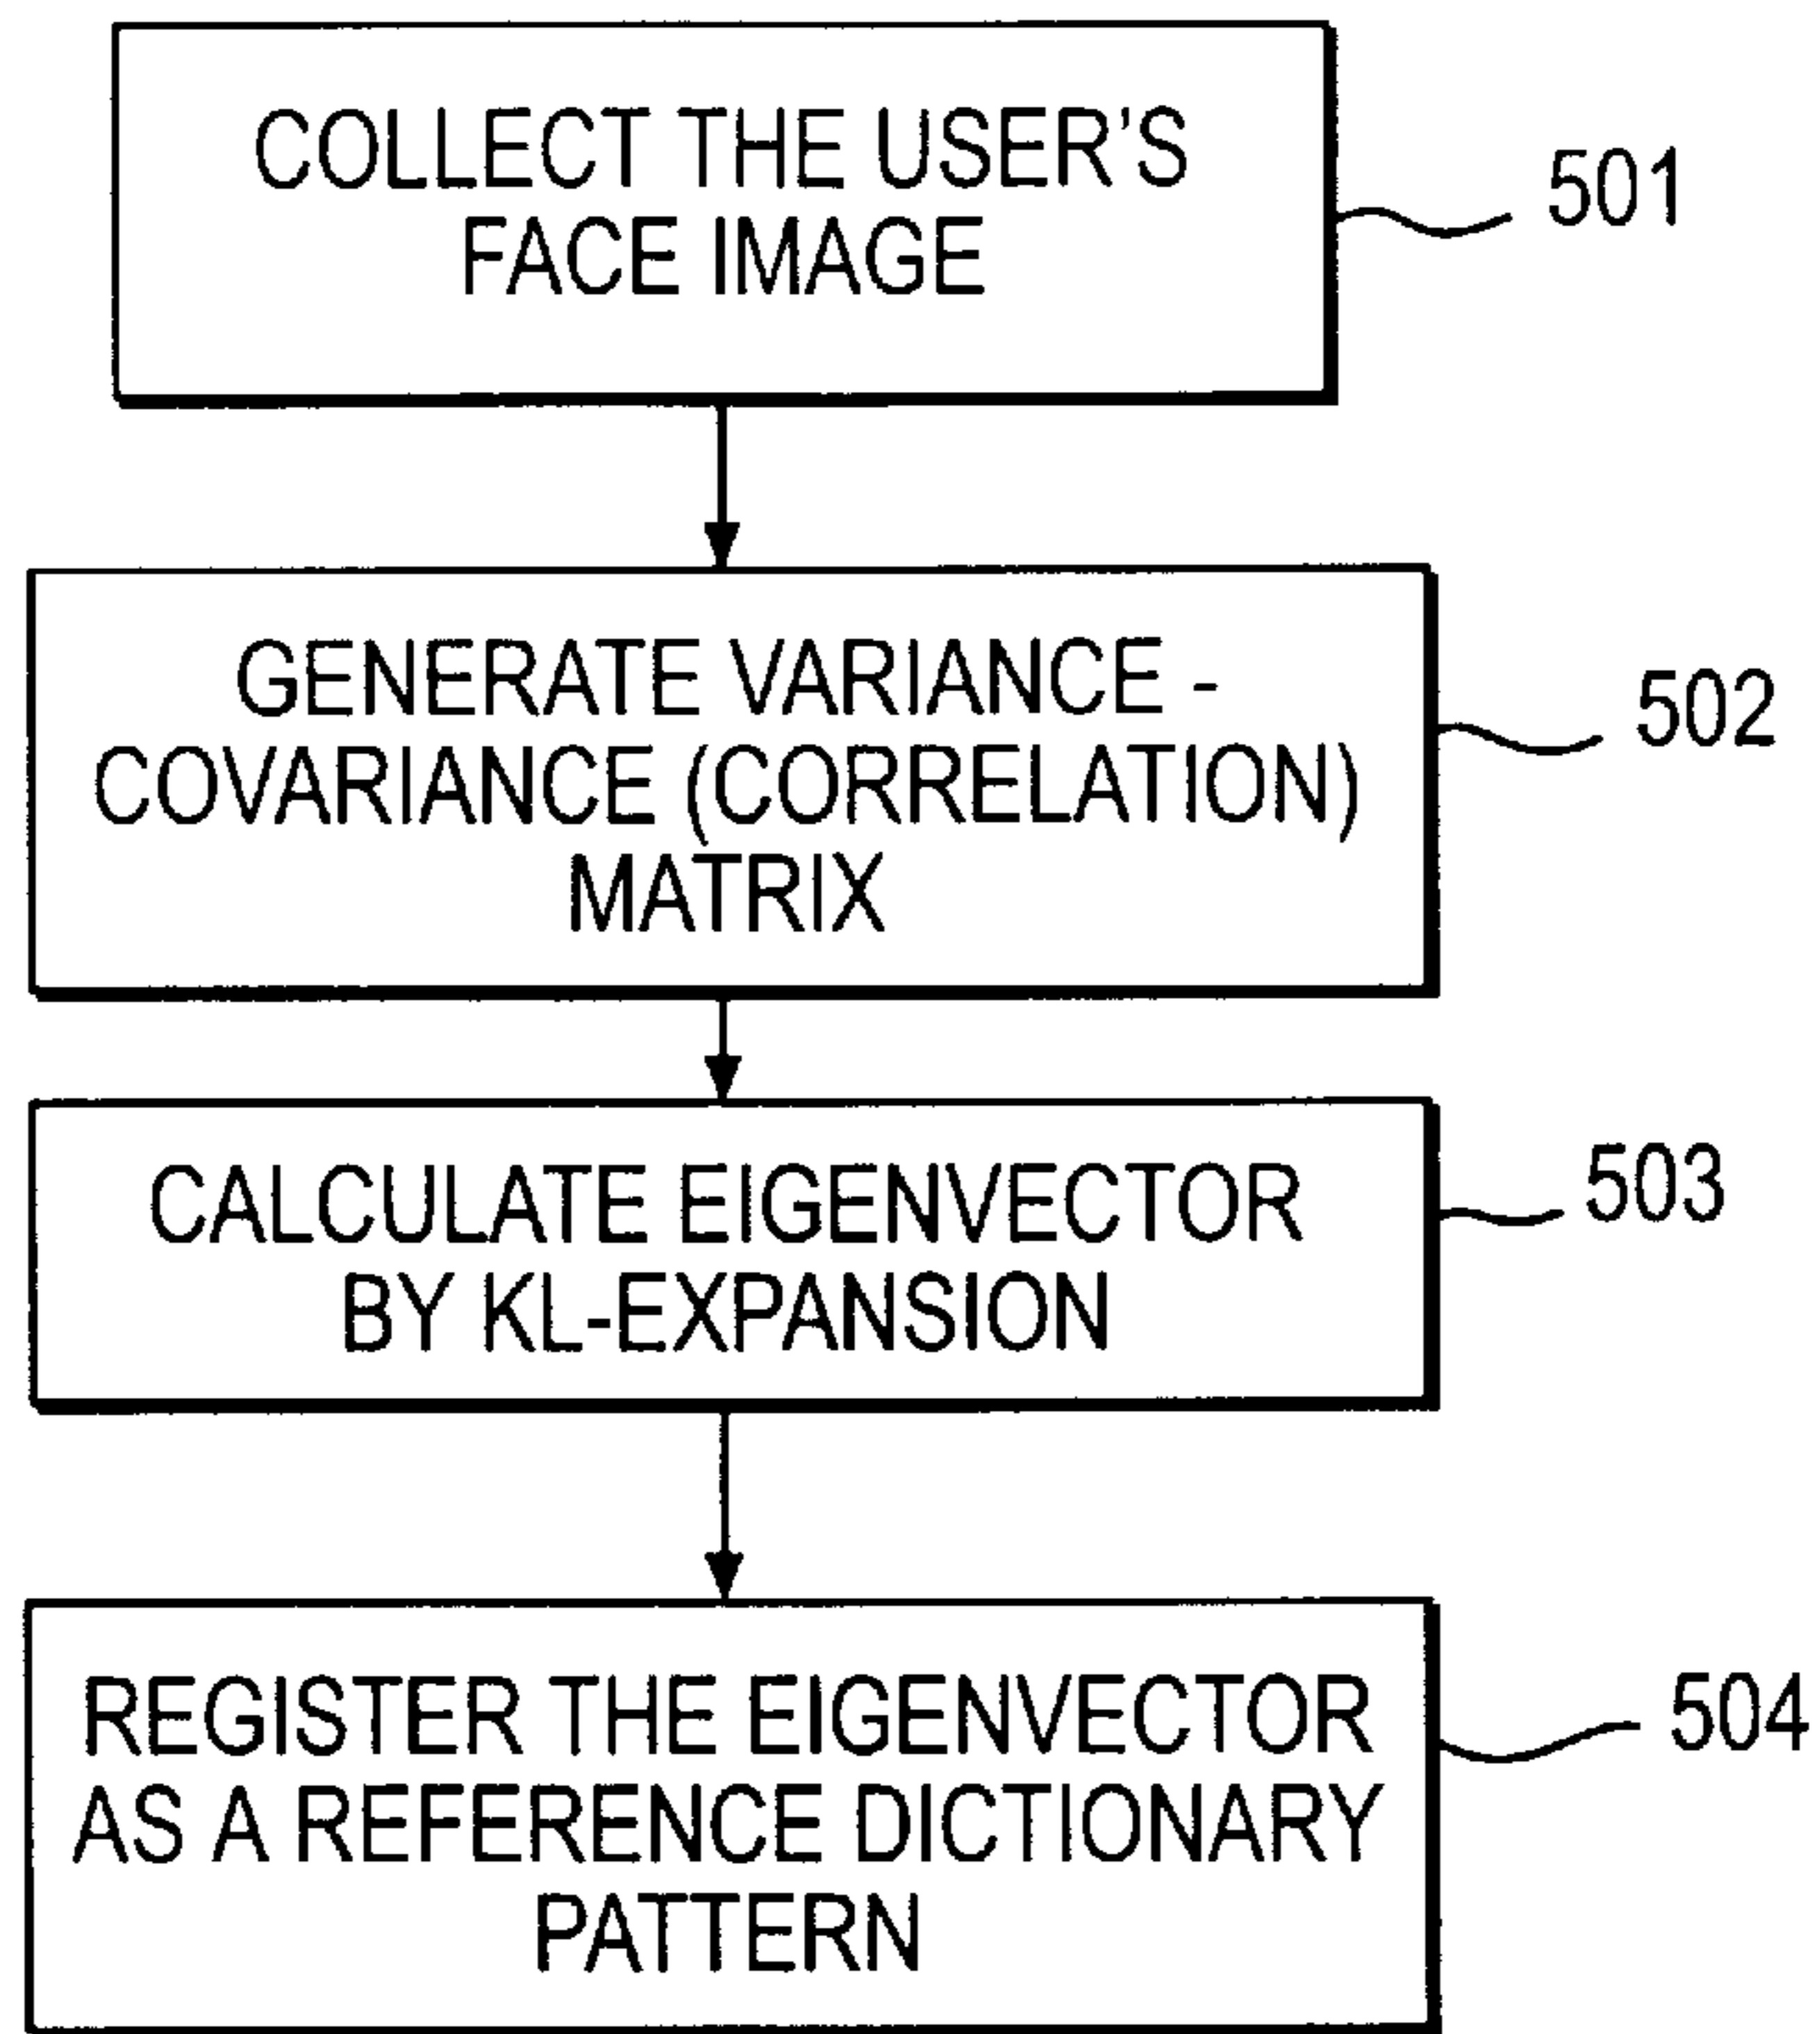 COLLECT THE USER'S
FACE IMAGE
501
GENERATE VARIANCE -
COVARIANCE (CORRELATION)
MATRIX
502
CALCULATE EIGENVECTOR
BY KL-EXPANSION
503
REGISTER THE EIGENVECTOR
AS A REFERENCE DICTIONARY
PATTERN
504